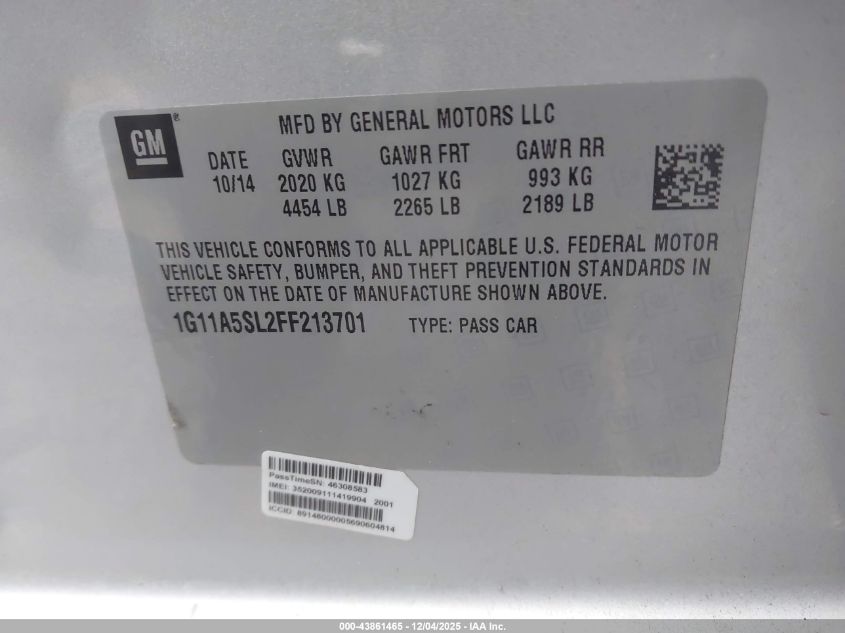 GM®
MFD BY GENERAL MOTORS LLC
DATE GVWR GAWR FRT GAWR RR
10/14 2020 KG 1027 KG 993 KG
4454 LB 2265 LB 2189 LB
THIS VEHICLE CONFORMS TO ALL APPLICABLE U.S. FEDERAL MOTOR
VEHICLE SAFETY, BUMPER, AND THEFT PREVENTION STANDARDS IN
EFFECT ON THE DATE OF MANUFACTURE SHOWN ABOVE.
1G11A5SL2FF213701 TYPE: PASS CAR
PassTimeSN: 46308583
IMEI: 352009111419904 2001
ICCID: 89148000005690604814
000-43861465 - 12/04/2025 - IAA Inc.